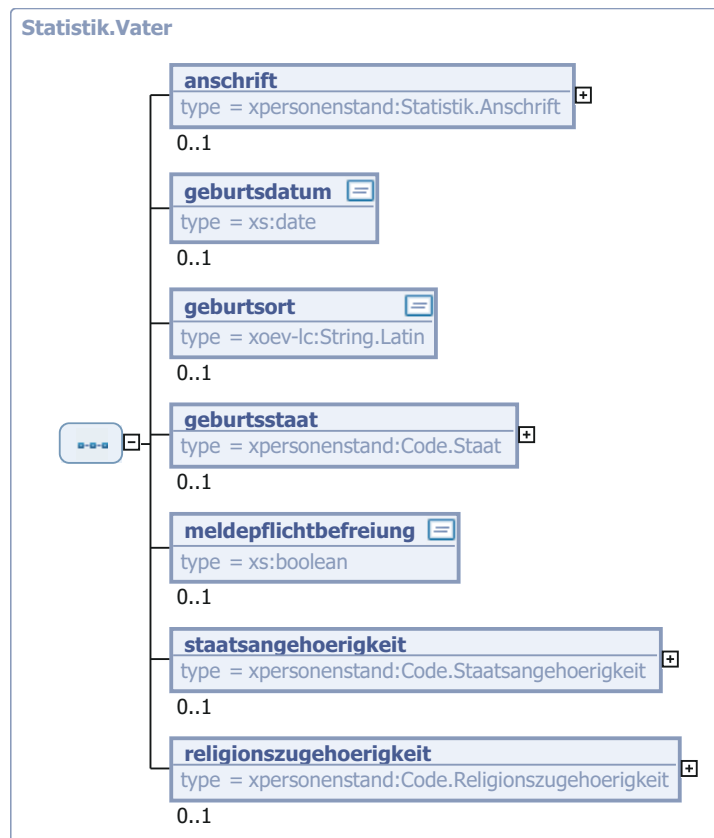 Statistik.Vater
anschrift
type = xpersonenstand:Statistik.Anschrift
0..1
geburtsdatum
type = xs:date
0..1
geburtsort
type = xoev-lc:String.Latin
0..1
geburtsstaat
type = xpersonenstand:Code.Staat
0..1
meldepflichtbefreiung
type = xs:boolean
0..1
staatsangehoerigkeit
type = xpersonenstand:Code.Staatsangehoerigkeit
0..1
religionszugehoerigkeit
type = xpersonenstand:Code.Religionszugehoerigkeit
0..1